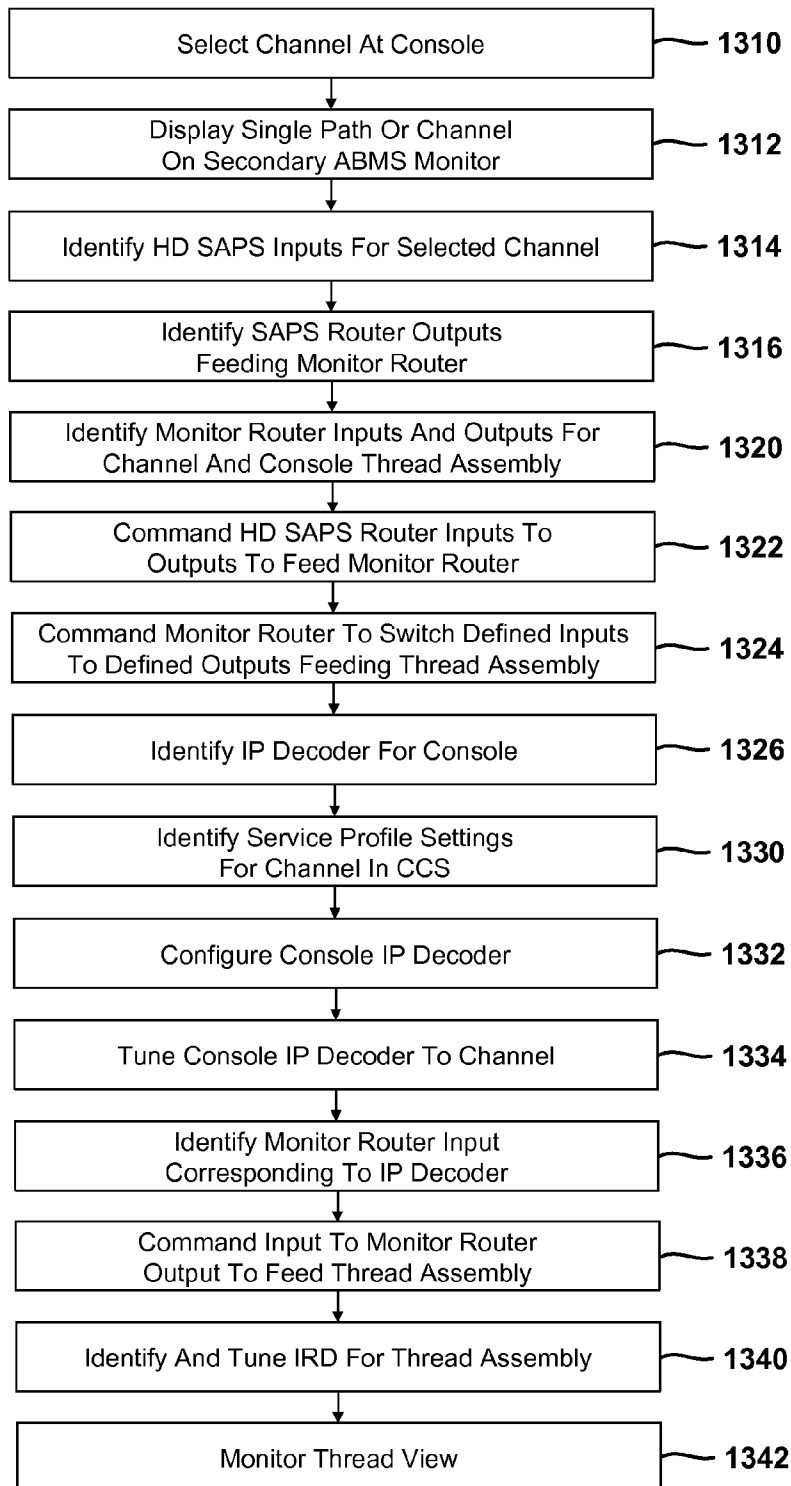 Select Channel At Console
1310
Display Single Path Or Channel
On Secondary ABMS Monitor
1312
Identify HD SAPS Inputs For Selected Channel
1314
Identify SAPS Router Outputs
Feeding Monitor Router
1316
Identify Monitor Router Inputs And Outputs For
Channel And Console Thread Assembly
1320
Command HD SAPS Router Inputs To
Outputs To Feed Monitor Router
1322
Command Monitor Router To Switch Defined Inputs
To Defined Outputs Feeding Thread Assembly
1324
Identify IP Decoder For Console
1326
Identify Service Profile Settings
For Channel In CCS
1330
Configure Console IP Decoder
1332
Tune Console IP Decoder To Channel
1334
Identify Monitor Router Input
Corresponding To IP Decoder
1336
Command Input To Monitor Router
Output To Feed Thread Assembly
1338
Identify And Tune IRD For Thread Assembly
1340
Monitor Thread View
1342